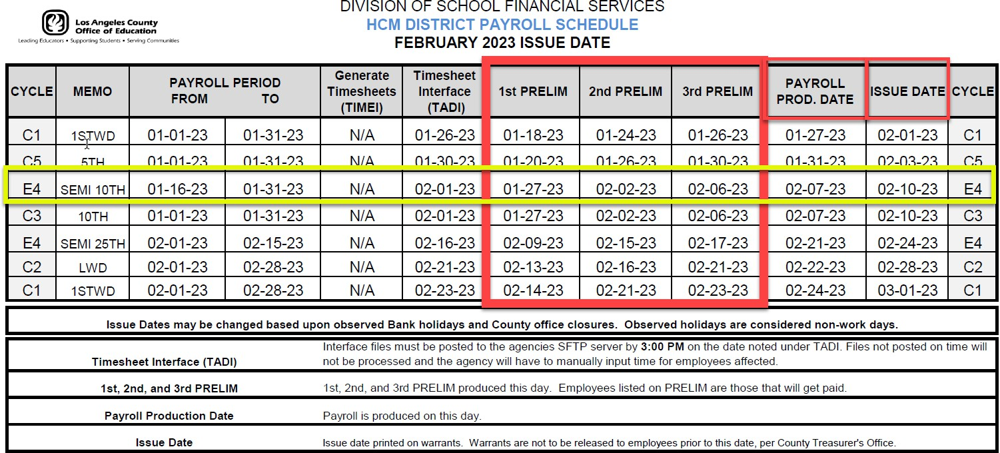 DIVISION OF SCHOOL FINANCIAL SERVICES
Los Angeles County
Office of Education
Leading Educators • Supporting Students • Serving Communities
HCM DISTRICT PAYROLL SCHEDULE
FEBRUARY 2023 ISSUE DATE
CYCLE MEMO PAYROLL PERIOD FROM TO Generate Timesheets (TIMEI) Timesheet Interface (TADI) 1st PRELIM 2nd PRELIM 3rd PRELIM PAYROLL PROD. DATE ISSUE DATE CYCLE
C1 1STWD 01-01-23 01-31-23 N/A 01-26-23 01-18-23 01-24-23 01-26-23 01-27-23 02-01-23 C1
C5 5TH 01-01-23 01-31-23 N/A 01-30-23 01-20-23 01-26-23 01-30-23 01-31-23 02-03-23 C5
E4 SEMI 10TH 01-16-23 01-31-23 N/A 02-01-23 01-27-23 02-02-23 02-06-23 02-07-23 02-10-23 E4
C3 10TH 01-01-23 01-31-23 N/A 02-01-23 01-27-23 02-02-23 02-06-23 02-07-23 02-10-23 C3
E4 SEMI 25TH 02-01-23 02-15-23 N/A 02-16-23 02-09-23 02-15-23 02-17-23 02-21-23 02-24-23 E4
C2 LWD 02-01-23 02-28-23 N/A 02-21-23 02-13-23 02-16-23 02-21-23 02-22-23 02-28-23 C2
C1 1STWD 02-01-23 02-28-23 N/A 02-23-23 02-14-23 02-21-23 02-23-23 02-24-23 03-01-23 C1
Issue Dates may be changed based upon observed Bank holidays and County office closures. Observed holidays are considered non-work days.
Timesheet Interface (TADI)
Interface files must be posted to the agencies SFTP server by 3:00 PM on the date noted under TADI. Files not posted on time will
not be processed and the agency will have to manually input time for employees affected.
1st, 2nd, and 3rd PRELIM
1st, 2nd, and 3rd PRELIM produced this day. Employees listed on PRELIM are those that will get paid.
Payroll Production Date
Payroll is produced on this day.
Issue Date
Issue date printed on warrants. Warrants are not to be released to employees prior to this date, per County Treasurer's Office.